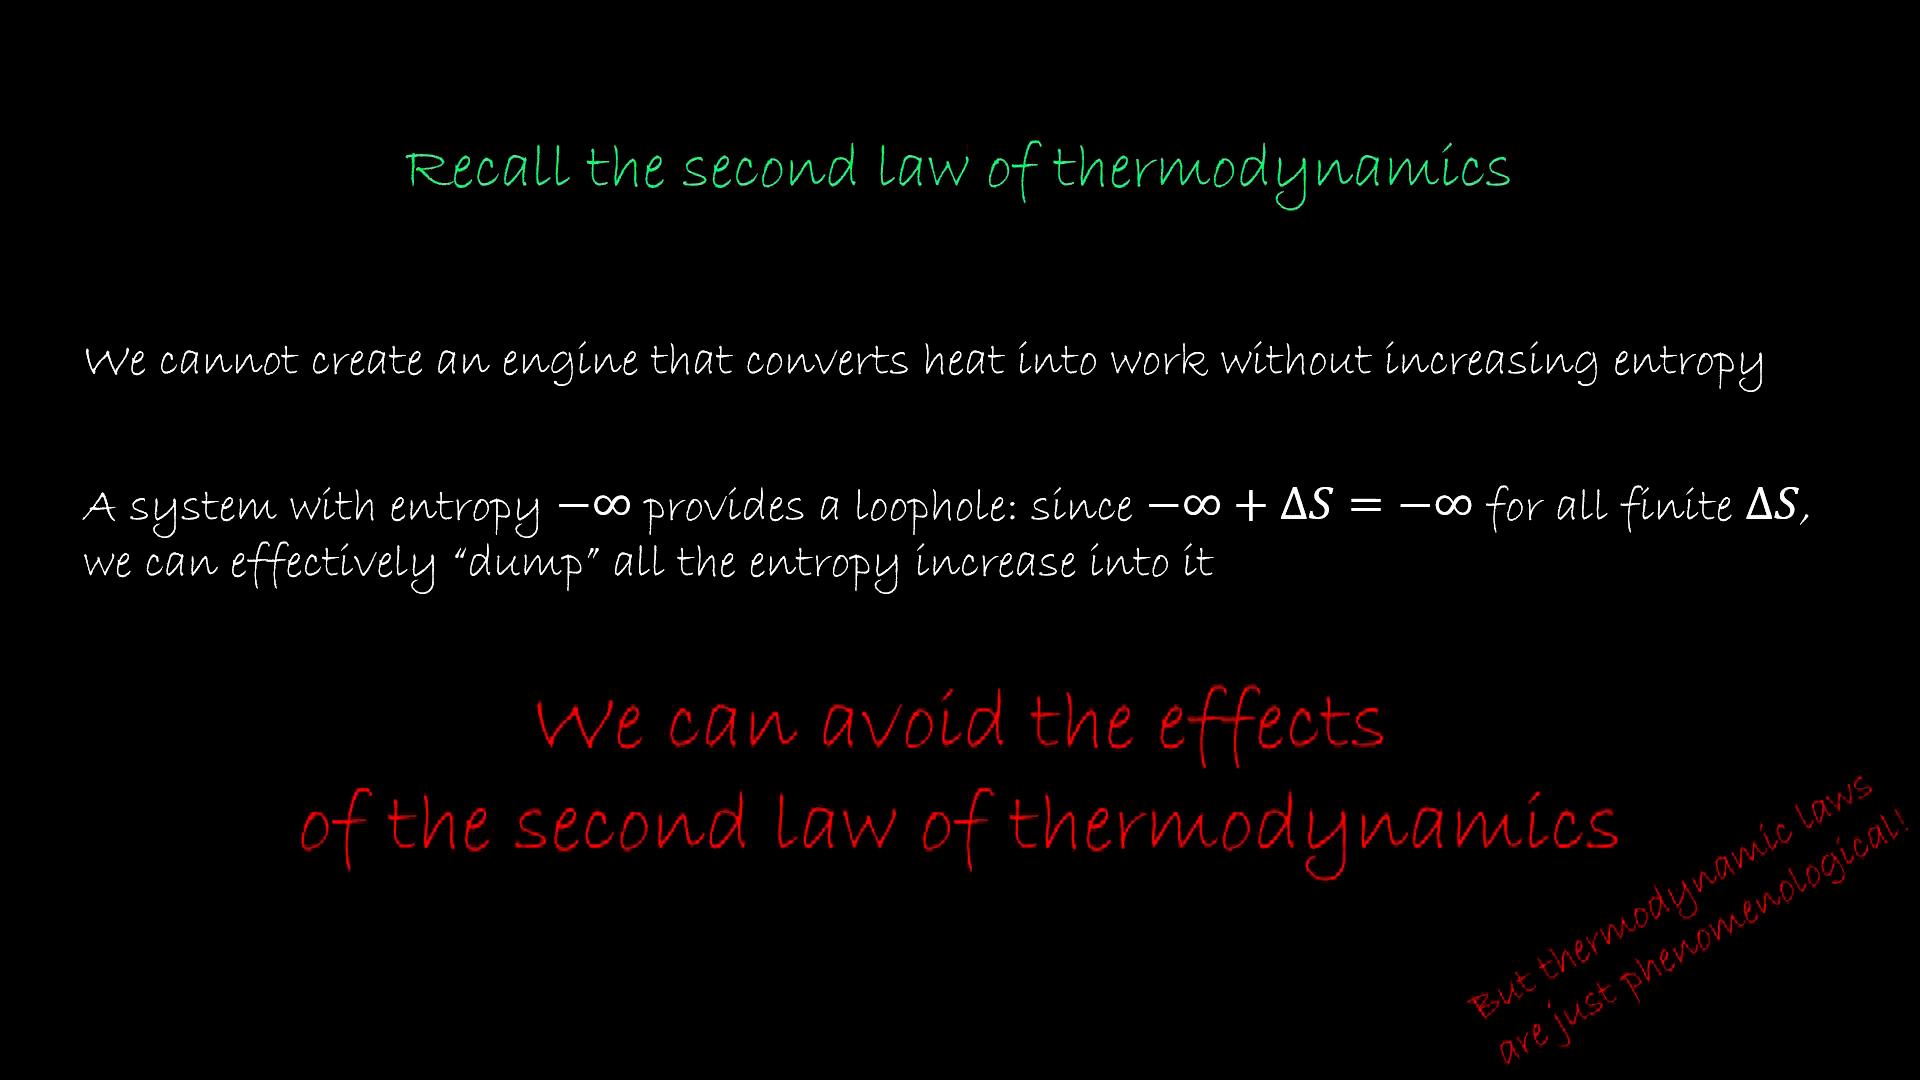 Recall the second law of thermodynamics
We cannot create an engine that converts heat into work without increasing entropy
A system with entropy −∞ provides a loophole: since −∞ + Δ𝑆 = −∞ for all finite Δ𝑆,
we can effectively “dump” all the entropy increase into it
We can avoid the effects
of the second law of thermodynamics
But thermodynamic laws
are just phenomenological!